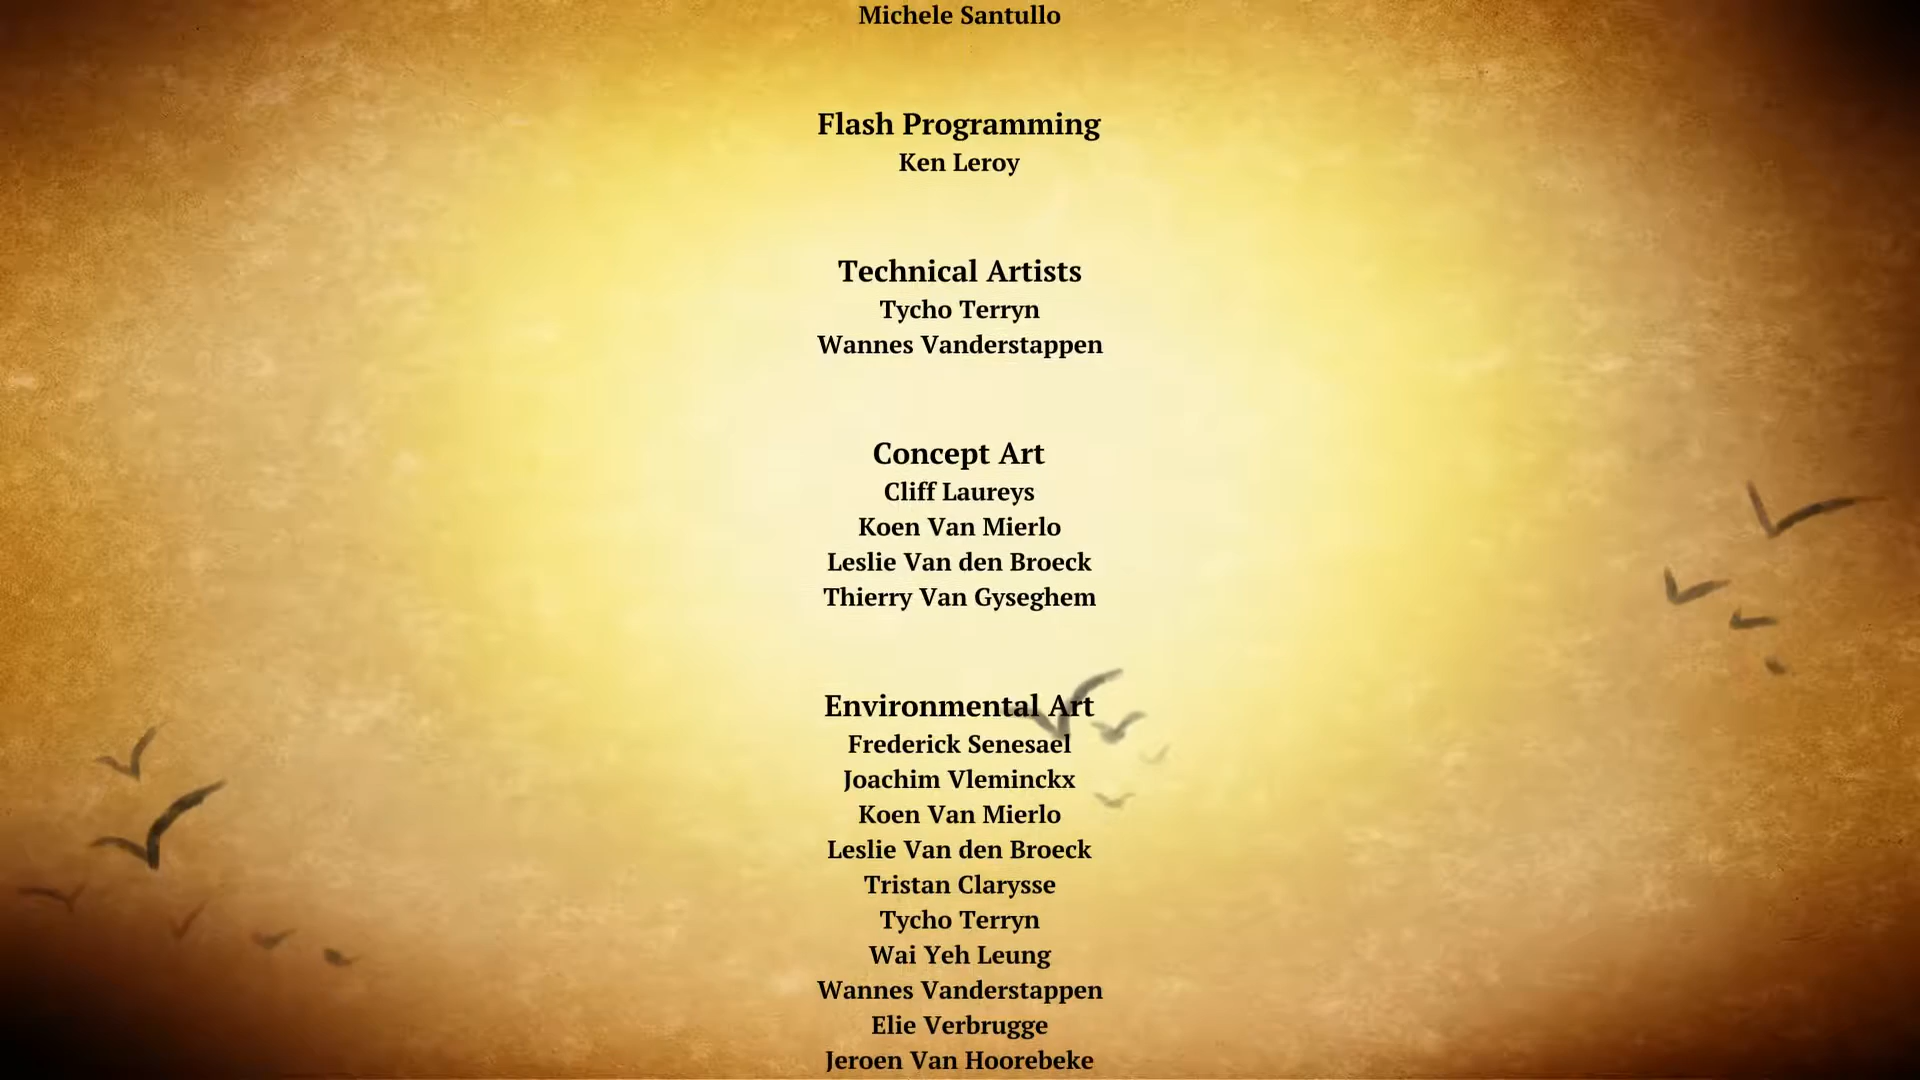 Michele Santullo
Flash Programming
Ken Leroy
Technical Artists
Tycho Terryn
Wannes Vanderstappen
Concept Art
Cliff Laureys
Koen Van Mierlo
Leslie Van den Broeck
Thierry Van Gyseghem
Environmental Art
Frederick Senesael
Joachim Vleminckx
Koen Van Mierlo
Leslie Van den Broeck
Tristan Clarysse
Tycho Terryn
Wai Yeh Leung
Wannes Vanderstappen
Elie Verbrugge
Jeroen Van Hoorebeke